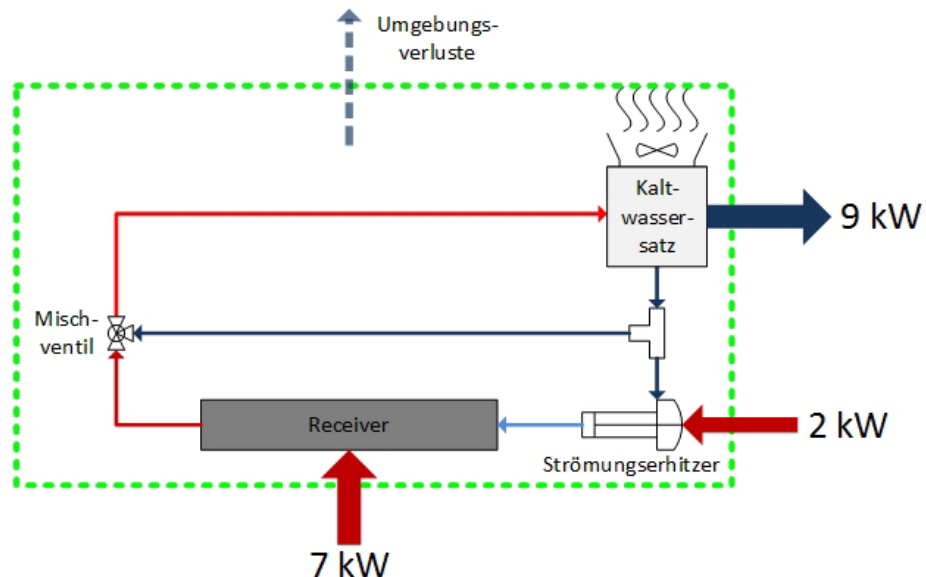 Umgebungs-
verluste
Kalt-
wasser-
satz
9 kW
Misch-
ventil
Receiver
2 kW
Strömungserhitzer
7 kW